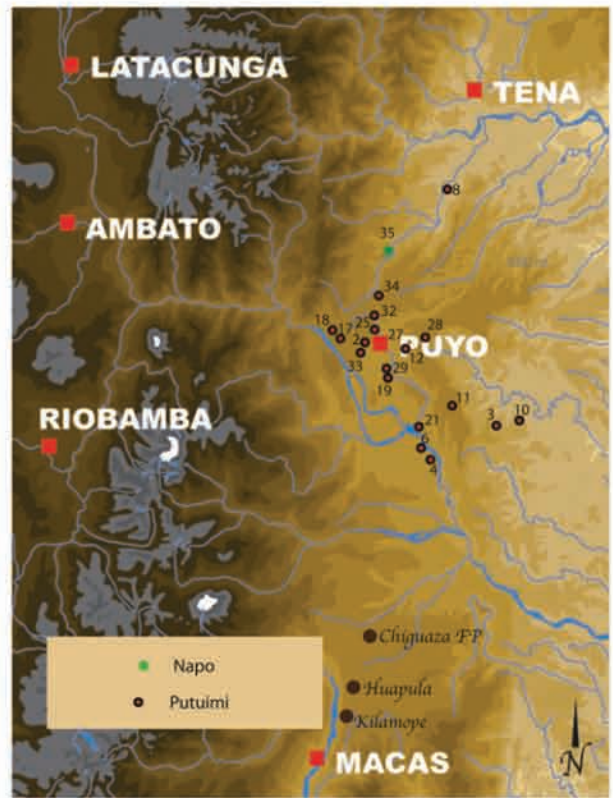 LATACUNGA
TENA
8
AMBATO
35
34
32
18
17
25
2
27
28
PUYO
12
33
29
19
11
RIOBAMBA
3
10
21
6
4
Chiguaza FP
Napo
Putuimi
Huapula
Kilamope
N
MACAS